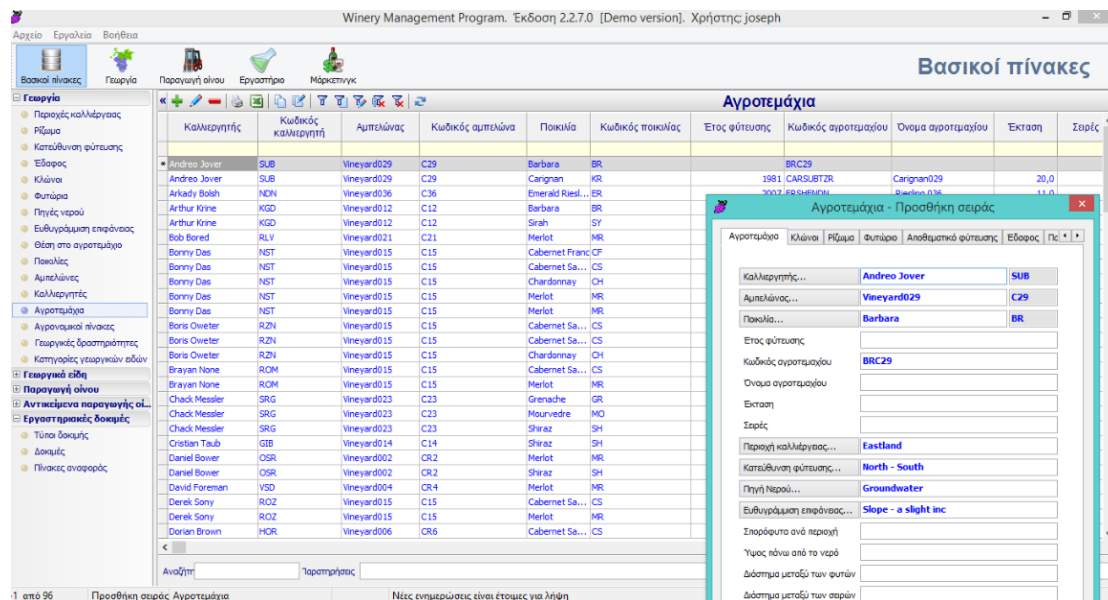 Winery Management Program. Έκδοση 2.2.7.0 [Demo version]. Χρήστης: joseph
Αρχείο Εργαλεία Βοήθεια
Βασικοί πίνακες Γεωργία Παραγωγή οίνου Εργαστήριο Μάρκετινγκ
Βασικοί πίνακες
Γεωργία
Περιοχές καλλιέργειας
Ρίζωμα
Κατεύθυνση φύτευσης
Έδαφος
Κλώνοι
Φυτώρια
Πηγές νερού
Ευθυγράμμιση επιφάνειας
Θέση στο αγροτεμάχιο
Ποικιλίες
Αμπελώνες
Καλλιεργητές
Αγροτεμάχια
Αγρονομικοί πίνακες
Γεωργικές δραστηριότητες
Κατηγορίες γεωργικών ειδών
Γεωργικά είδη
Παραγωγή οίνου
Αντικείμενα παραγωγής οί...
Εργαστηριακές δοκιμές
Τύποι δοκιμής
Δοκιμές
Πίνακες αναφοράς
Αγροτεμάχια
Καλλιεργητής Κωδικός καλλιεργητή Αμπελώνας Κωδικός αμπελώνα Ποικιλία Κωδικός ποικιλίας Έτος φύτευσης Κωδικός αγροτεμαχίου Όνομα αγροτεμαχίου Έκταση Σειρές
Andreo Jover SUB Vineyard029 C29 Barbara BR BRC29
Andreo Jover SUB Vineyard029 C29 Carignan KR 1981 CARSUBTZR Carignan029 20,0
Arkady Bolsh NDN Vineyard036 C36 Emerald Riesl... ER 2007 ERSHENDN Riesling 036 11,0
Arthur Krine KGD Vineyard012 C12 Barbara BR
Arthur Krine KGD Vineyard012 C12 Sirah SY
Bob Bored RLV Vineyard021 C21 Merlot MR
Bonny Das NST Vineyard015 C15 Cabernet Franc CF
Bonny Das NST Vineyard015 C15 Cabernet Sa... CS
Bonny Das NST Vineyard015 C15 Chardonnay CH
Bonny Das NST Vineyard015 C15 Merlot MR
Bonny Das NST Vineyard015 C15 Merlot MR
Boris Oweter RZN Vineyard015 C15 Cabernet Sa... CS
Boris Oweter RZN Vineyard015 C15 Cabernet Sa... CS
Boris Oweter RZN Vineyard015 C15 Chardonnay CH
Brayan None ROM Vineyard015 C15 Cabernet Sa... CS
Brayan None ROM Vineyard015 C15 Merlot MR
Chack Messler SRG Vineyard023 C23 Grenache GR
Chack Messler SRG Vineyard023 C23 Mourvedre MO
Chack Messler SRG Vineyard023 C23 Shiraz SH
Cristian Taub GIB Vineyard014 C14 Shiraz SH
Daniel Bower OSR Vineyard002 CR2 Merlot MR
Daniel Bower OSR Vineyard002 CR2 Shiraz SH
David Foreman VSD Vineyard004 CR4 Merlot MR
Derek Sony ROZ Vineyard015 C15 Cabernet Sa... CS
Derek Sony ROZ Vineyard015 C15 Merlot MR
Dorian Brown HOR Vineyard006 CR6 Cabernet Sa... CS
Αγροτεμάχια - Προσθήκη σειράς
Αγροτεμάχια Κλώνοι Ρίζωμα Φυτώριο Αποθεματικό φύτευσης Έδαφος
Καλλιεργητής... Andreo Jover SUB
Αμπελώνας... Vineyard029 C29
Ποικιλία... Barbara BR
Έτος φύτευσης
Κωδικός αγροτεμαχίου BRC29
Όνομα αγροτεμαχίου
Έκταση
Σειρές
Περιοχή καλλιέργειας... Eastland
Κατεύθυνση φύτευσης... North - South
Πηγή Νερού... Groundwater
Ευθυγράμμιση επιφάνειας... Slope - a slight inc
Σπορόφυτα ανά περιοχή
Ύψος πάνω από το νερό
Διάστημα μεταξύ των φυτών
Διάστημα μεταξύ των σειρών
Παρατηρήσεις
-1 από 96 Προσθήκη σειράς Αγροτεμάχια Νέες ενημερώσεις είναι έτοιμες για λήψη